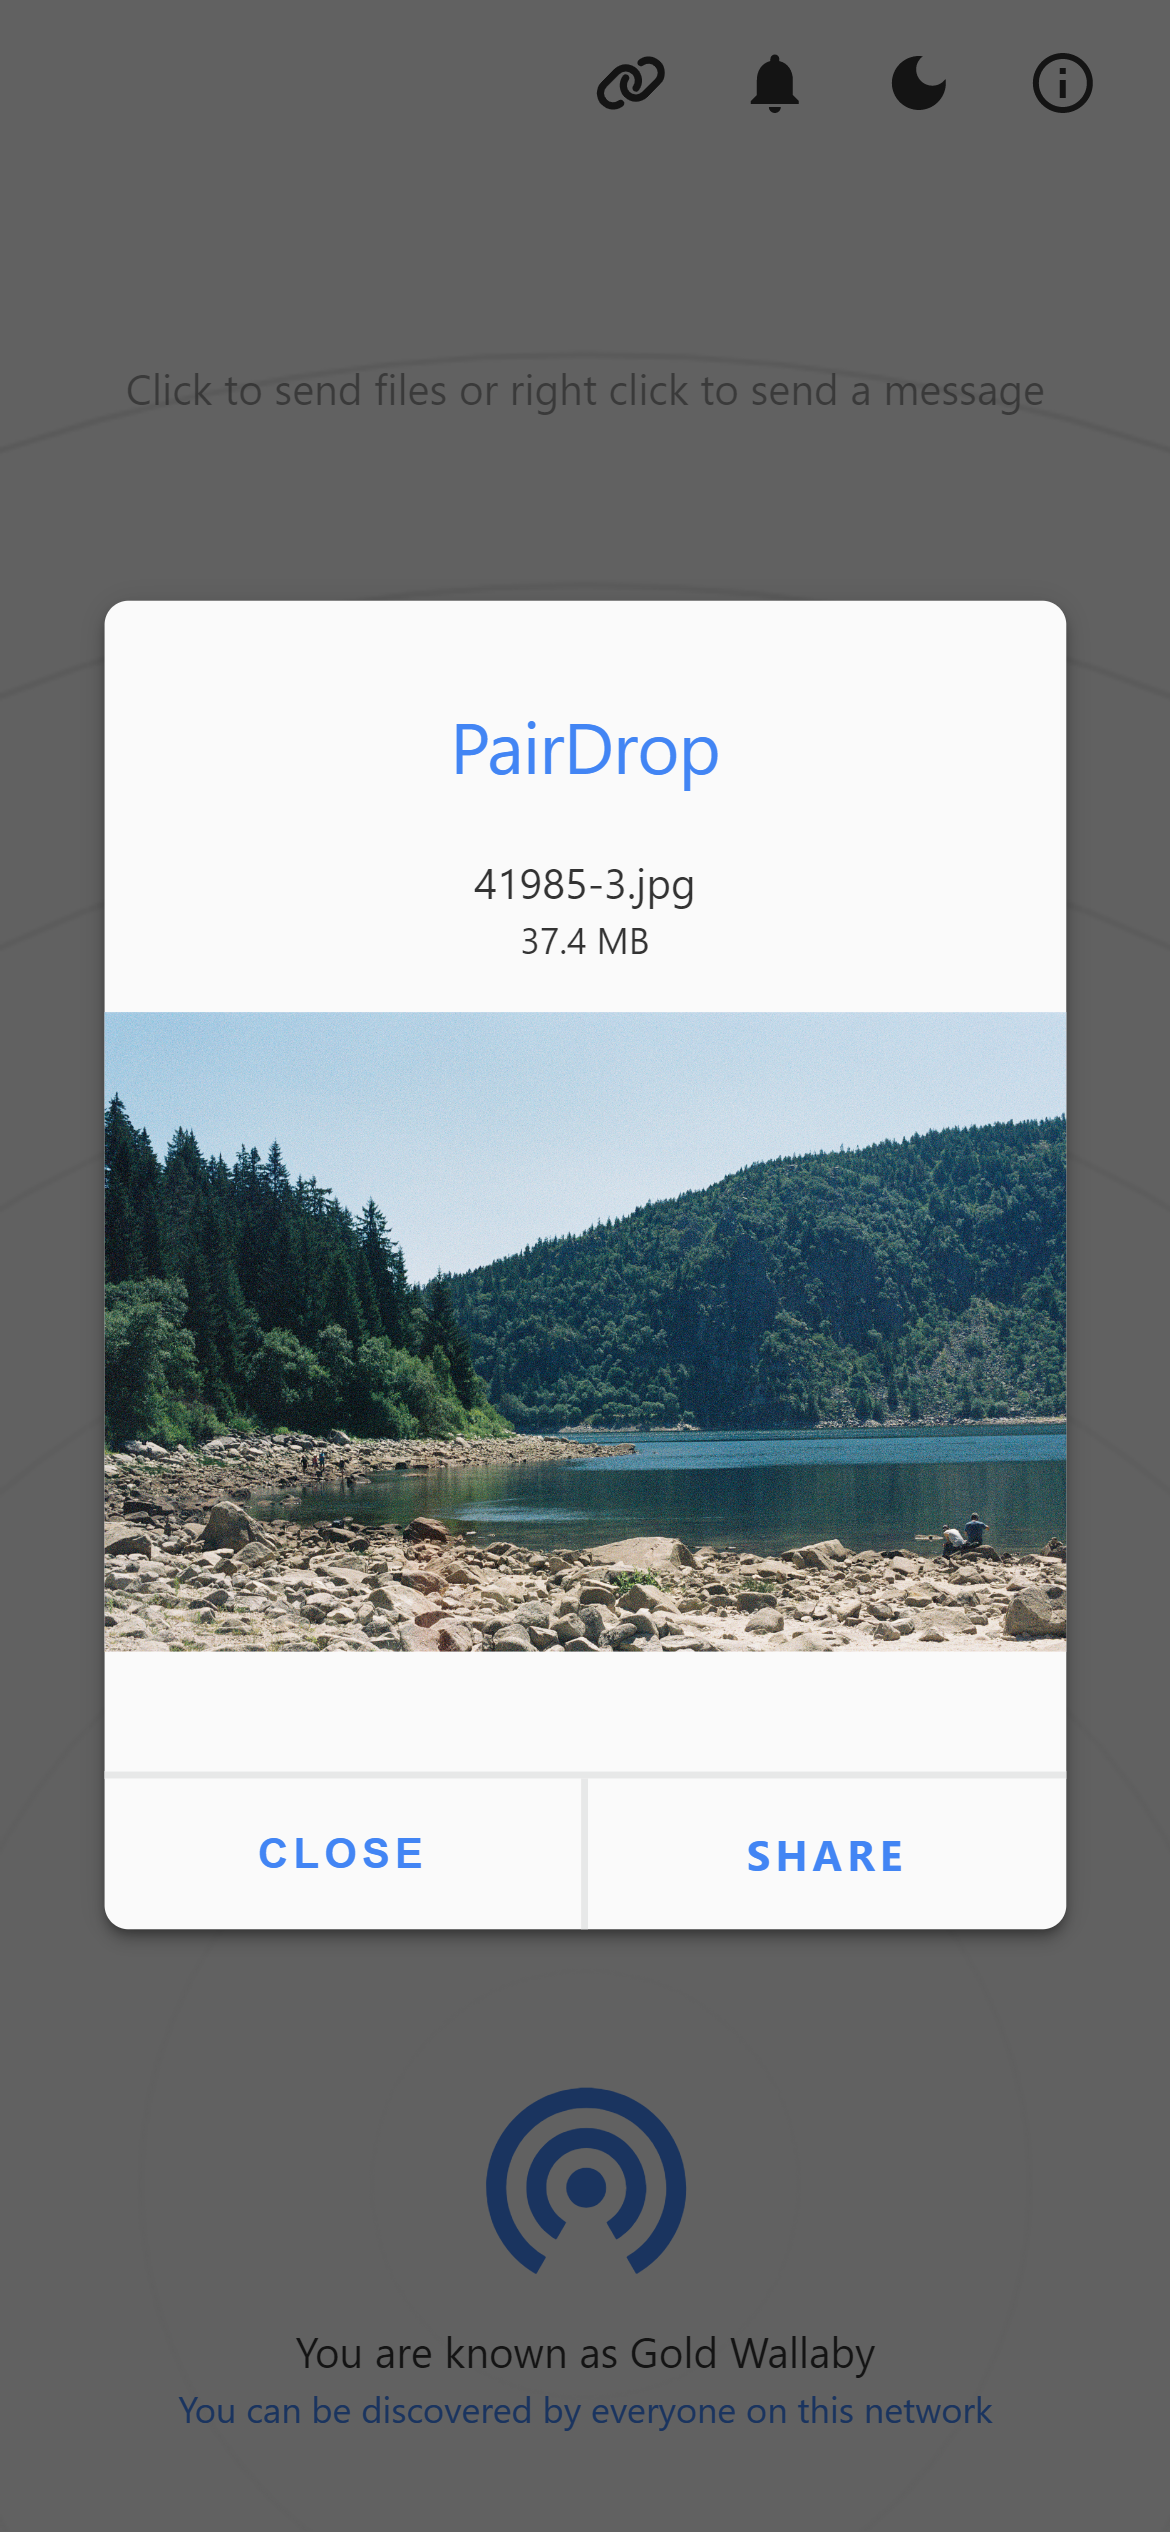 Click to send files or right click to send a message
PairDrop
41985-3.jpg
37.4 MB
CLOSE
SHARE
You are known as Gold Wallaby
You can be discovered by everyone on this network